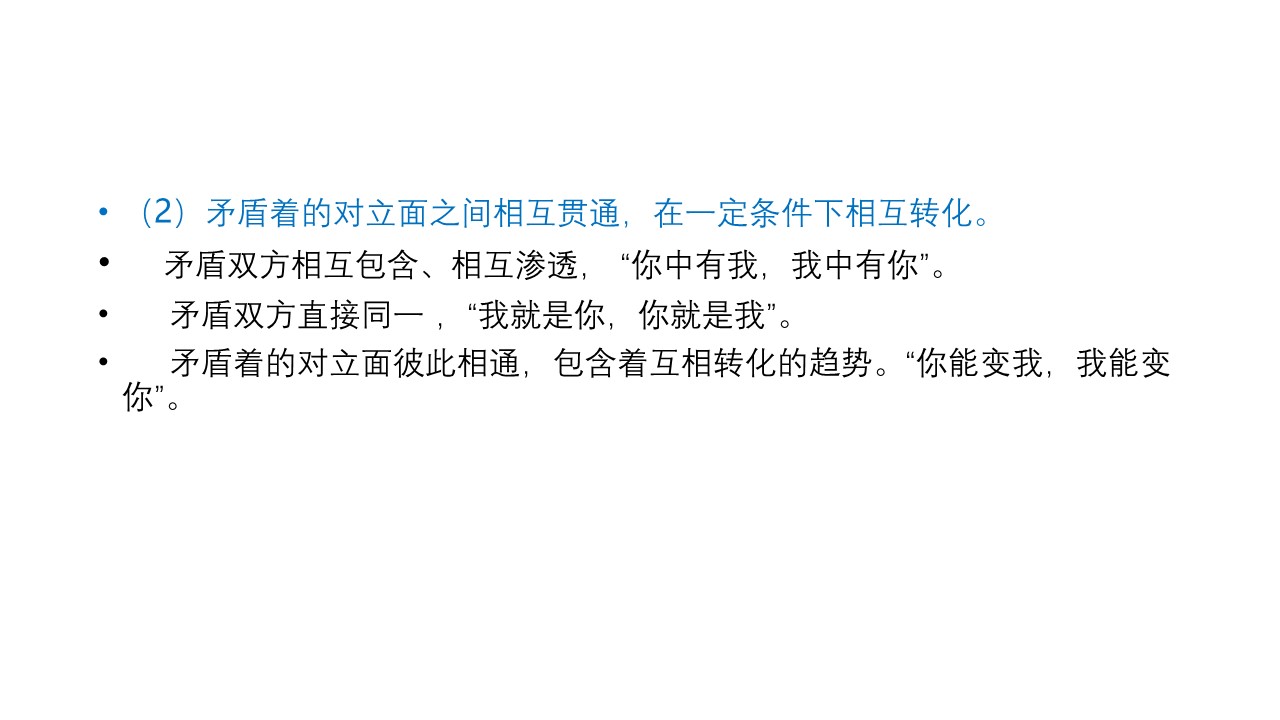 • （2）矛盾着的对立面之间相互贯通，在一定条件下相互转化。
• 矛盾双方相互包含、相互渗透， “你中有我，我中有你”。
• 矛盾双方直接同一 ，“我就是你，你就是我”。
• 矛盾着的对立面彼此相通，包含着互相转化的趋势。“你能变我，我能变
你”。